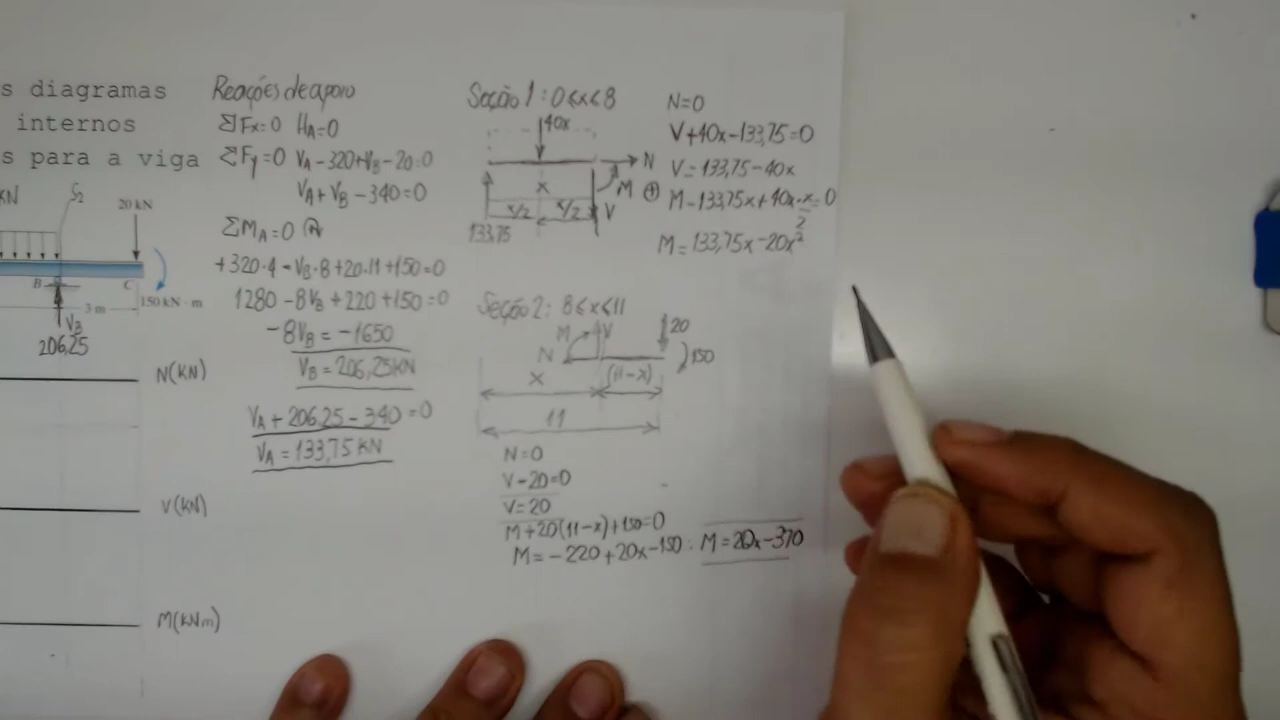 s diagramas
internos
s para a viga
KN
S2
20 kN
B
C
3 m
150 kN · m
VB
206,25
N(KN)
V(KN)
M(KNm)
Reações de apoio
ΣFx=0 HA=0
ΣFy=0 VA-320+VB-20=0
VA+VB-340=0
ΣMA=0
+320·4-VB·8+20·11+150=0
1280-8VB+220+150=0
-8VB=-1650
VB=206,25KN
VA+206,25-340=0
VA=133,75KN
Seção 1: 0≤x≤8
40x
N
M
V
x
x/2
x/2
133,75
N=0
V+40x-133,75=0
V=133,75-40x
M-133,75x+40x·x/2=0
M=133,75x-20x²
Seção 2: 8≤x≤11
M
V
20
N
150
x
(11-x)
11
N=0
V-20=0
V=20
M+20(11-x)+150=0
M=-220+20x-150∴M=20x-370